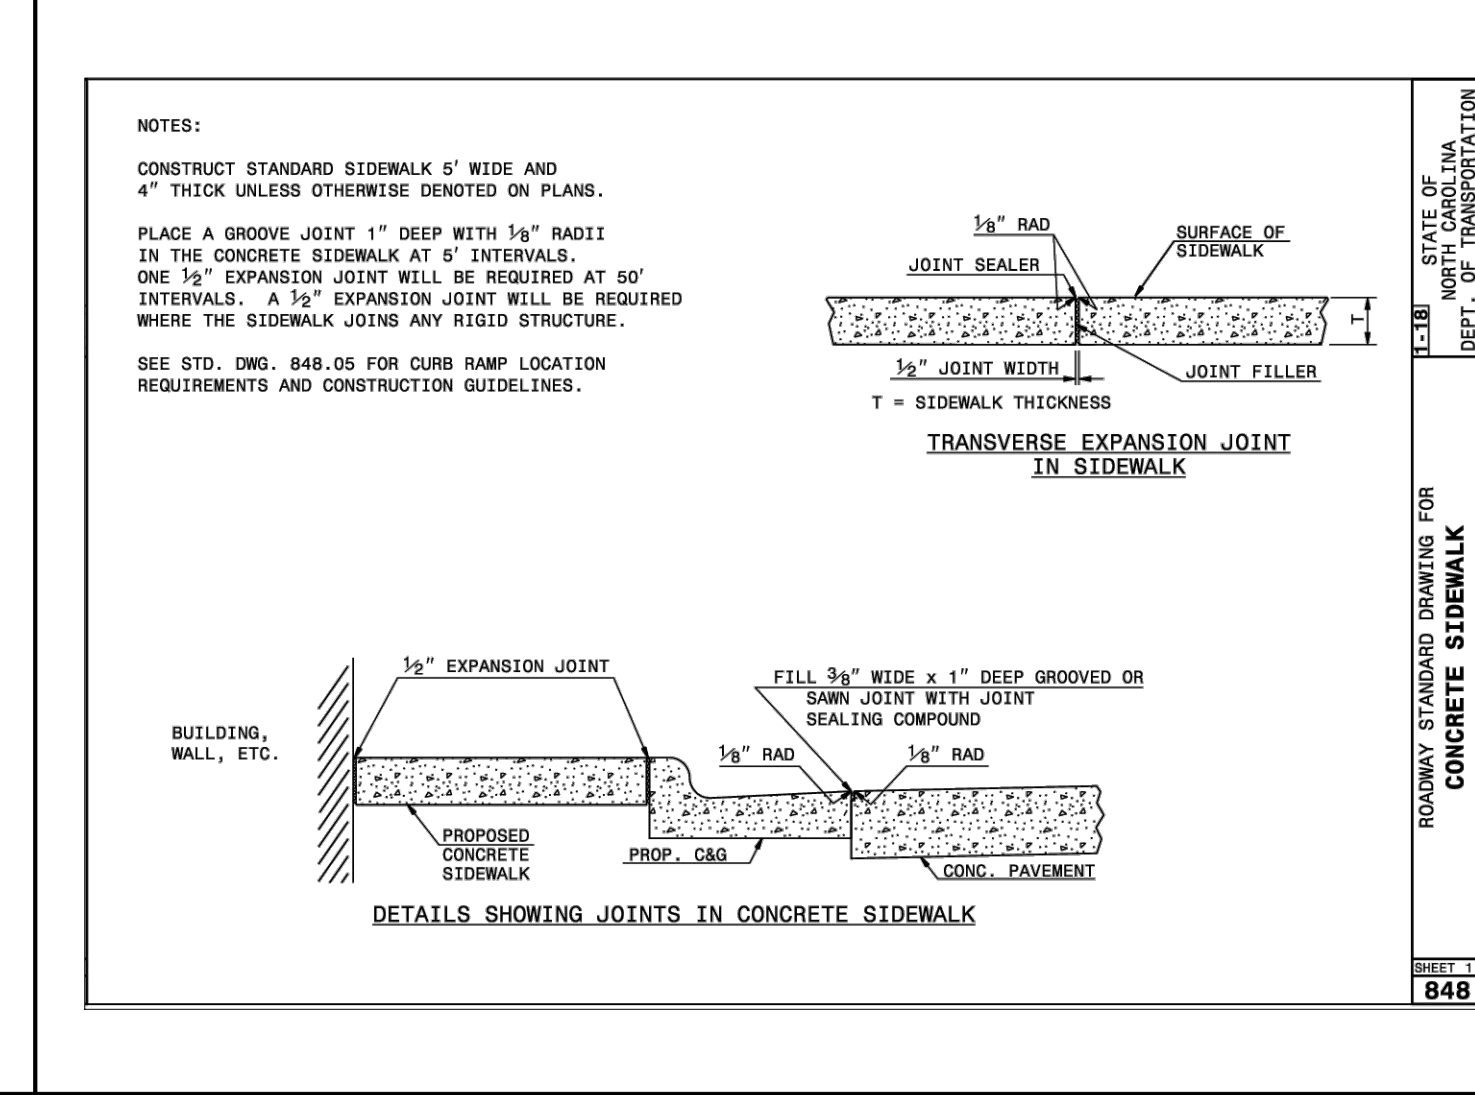 NOTES:
CONSTRUCT STANDARD SIDEWALK 5' WIDE AND
4" THICK UNLESS OTHERWISE DENOTED ON PLANS.
PLACE A GROOVE JOINT 1" DEEP WITH 1/8" RADII
IN THE CONCRETE SIDEWALK AT 5' INTERVALS.
ONE 1/2" EXPANSION JOINT WILL BE REQUIRED AT 50'
INTERVALS. A 1/2" EXPANSION JOINT WILL BE REQUIRED
WHERE THE SIDEWALK JOINS ANY RIGID STRUCTURE.
SEE STD. DWG. 848.05 FOR CURB RAMP LOCATION
REQUIREMENTS AND CONSTRUCTION GUIDELINES.
1/8" RAD
JOINT SEALER
SURFACE OF
SIDEWALK
T
1/2" JOINT WIDTH
JOINT FILLER
T = SIDEWALK THICKNESS
TRANSVERSE EXPANSION JOINT
IN SIDEWALK
1/2" EXPANSION JOINT
FILL 3/8" WIDE x 1" DEEP GROOVED OR
SAWN JOINT WITH JOINT
SEALING COMPOUND
BUILDING,
WALL, ETC.
1/8" RAD
1/8" RAD
PROPOSED
CONCRETE
SIDEWALK
PROP. C&G
CONC. PAVEMENT
DETAILS SHOWING JOINTS IN CONCRETE SIDEWALK
1-18
STATE OF
NORTH CAROLINA
DEPT. OF TRANSPORTATION
ROADWAY STANDARD DRAWING FOR
CONCRETE SIDEWALK
SHEET 1
848